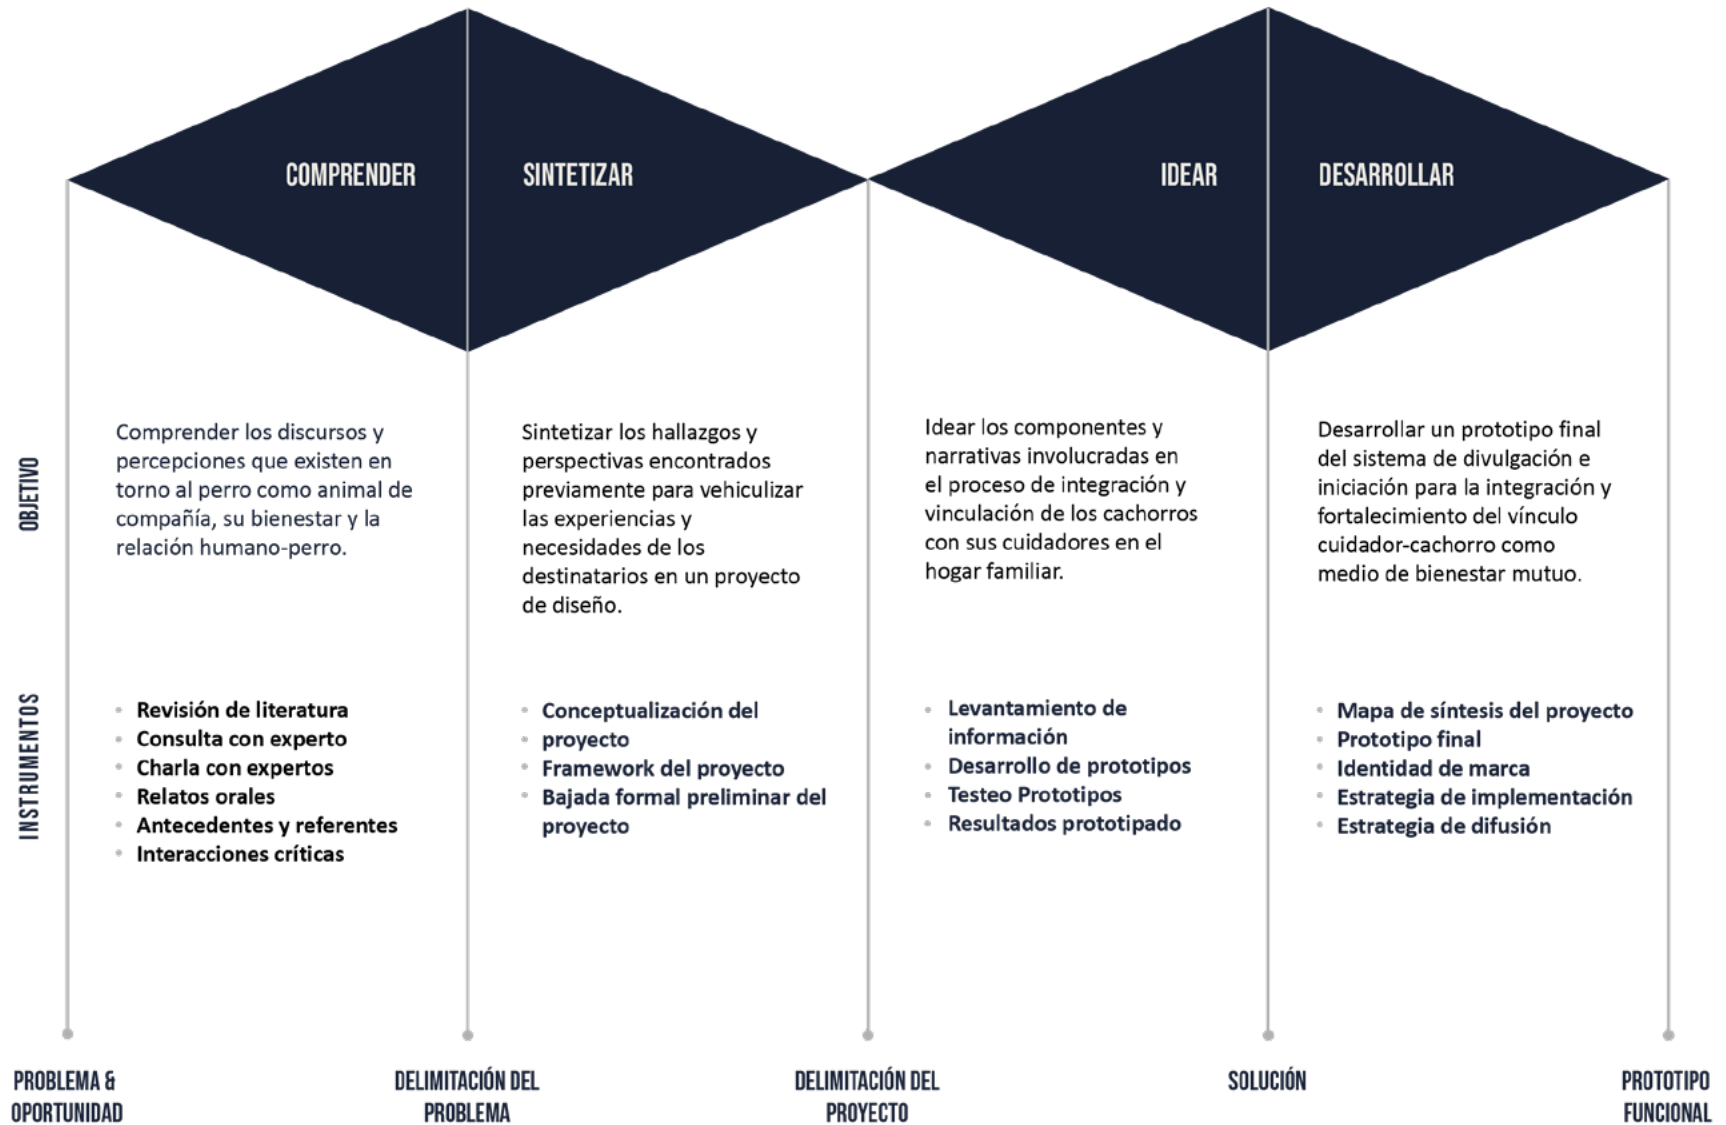 COMPRENDER
SINTETIZAR
IDEAR
DESARROLLAR
OBJETIVO
Comprender los discursos y
percepciones que existen en
torno al perro como animal de
compañía, su bienestar y la
relación humano-perro.
Sintetizar los hallazgos y
perspectivas encontrados
previamente para vehiculizar
las experiencias y
necesidades de los
destinatarios en un proyecto
de diseño.
Idear los componentes y
narrativas involucradas en
el proceso de integración y
vinculación de los cachorros
con sus cuidadores en el
hogar familiar.
Desarrollar un prototipo final
del sistema de divulgación e
iniciación para la integración y
fortalecimiento del vínculo
cuidador-cachorro como
medio de bienestar mutuo.
INSTRUMENTOS
Revisión de literatura
Consulta con experto
Charla con expertos
Relatos orales
Antecedentes y referentes
Interacciones críticas
Conceptualización del
proyecto
Framework del proyecto
Bajada formal preliminar del
proyecto
Levantamiento de
información
Desarrollo de prototipos
Testeo Prototipos
Resultados prototipado
Mapa de síntesis del proyecto
Prototipo final
Identidad de marca
Estrategia de implementación
Estrategia de difusión
PROBLEMA &
OPORTUNIDAD
DELIMITACIÓN DEL
PROBLEMA
DELIMITACIÓN DEL
PROYECTO
SOLUCIÓN
PROTOTIPO
FUNCIONAL